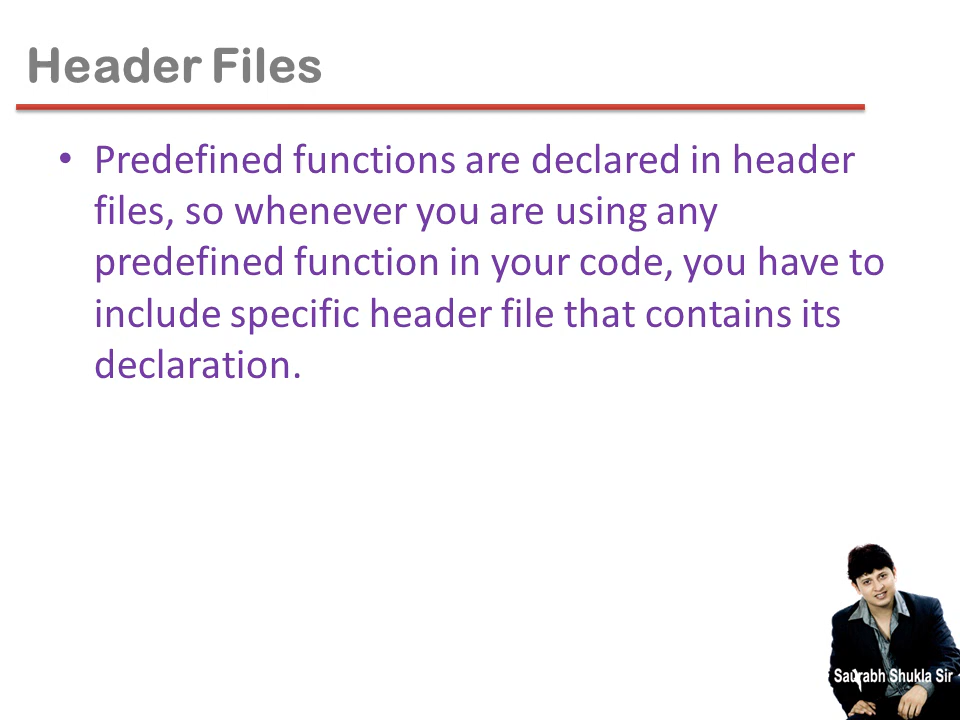 Header Files
• Predefined functions are declared in header
files, so whenever you are using any
predefined function in your code, you have to
include specific header file that contains its
declaration.
Saurabh Shukla Sir